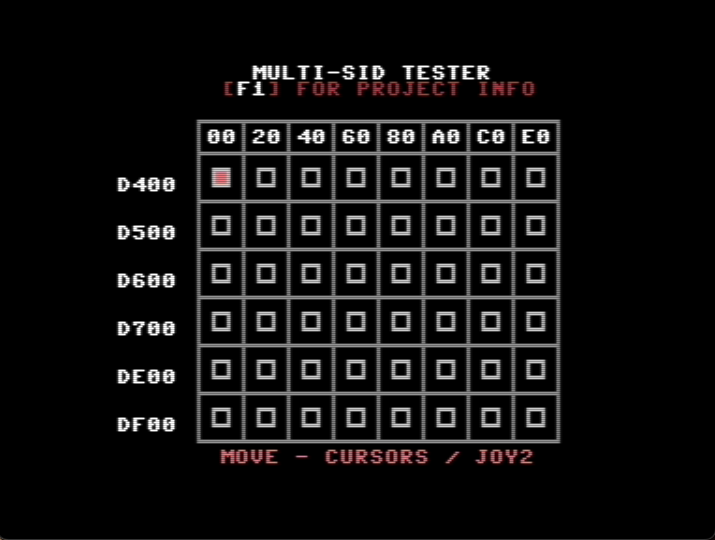 MULTI-SID TESTER
[F1] FOR PROJECT INFO
00 20 40 60 80 A0 C0 E0
D400
D500
D600
D700
DE00
DF00
MOVE - CURSORS / JOY2